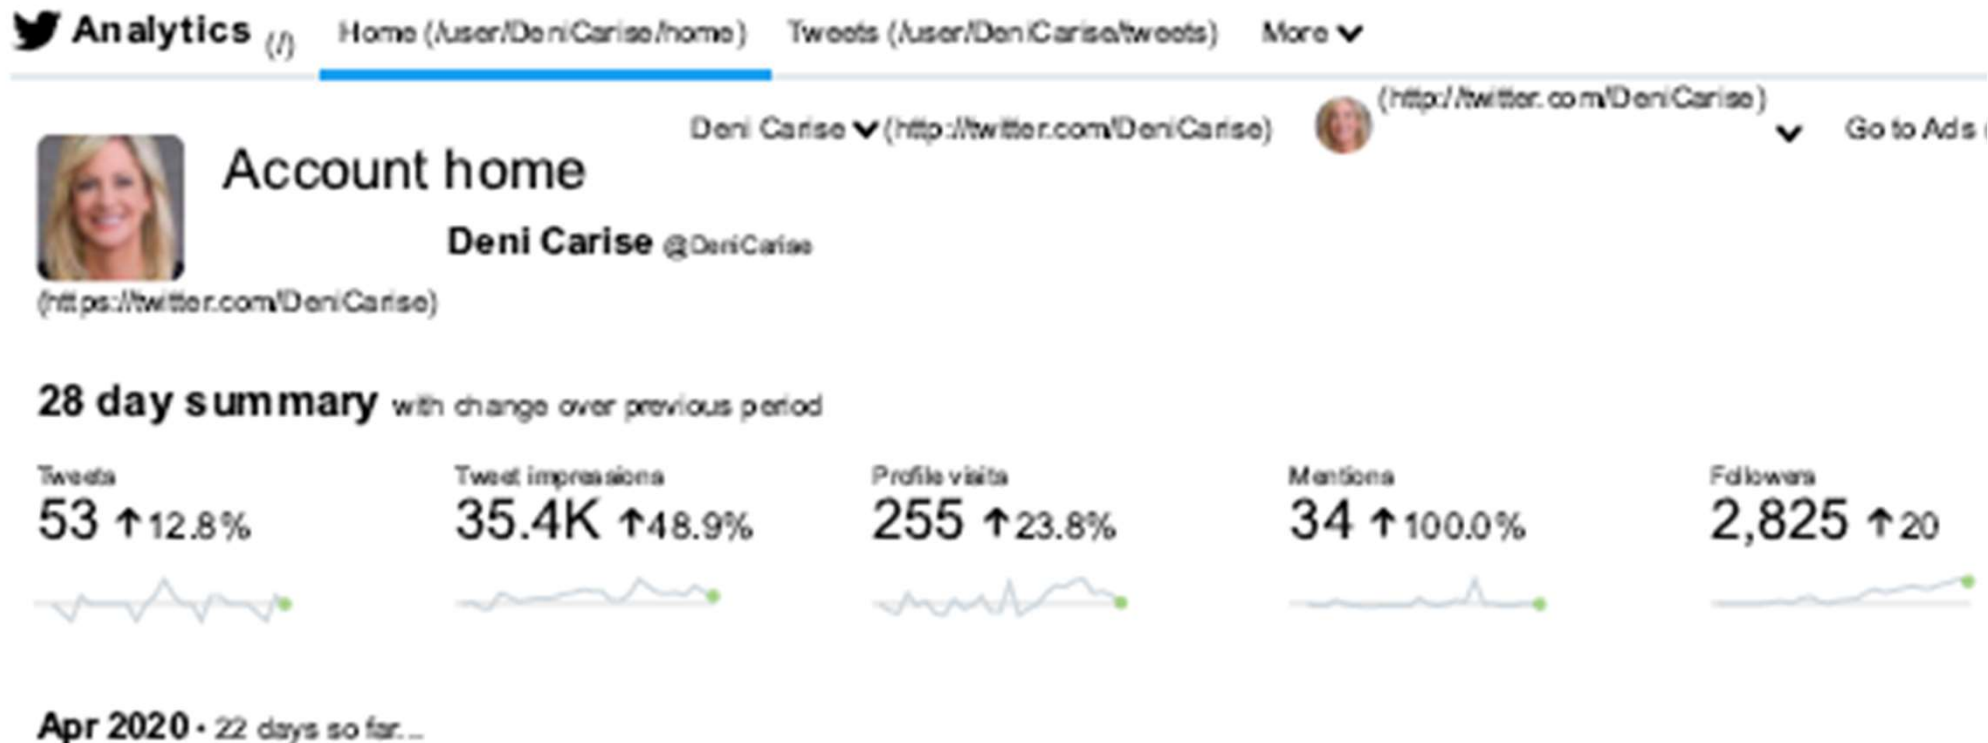 Analytics (/) Home (/user/DeniCarise/home) Tweets (/user/DeniCarise/tweets) More
(http://twitter.com/DeniCarise)
Deni Carise (http://twitter.com/DeniCarise) Go to Ads
Account home
Deni Carise @DeniCarise
(https://twitter.com/DeniCarise)
28 day summary with change over previous period
Tweets Tweet impressions Profile visits Mentions Followers
53 ↑12.8% 35.4K ↑48.9% 255 ↑23.8% 34 ↑100.0% 2,825 ↑20
Apr 2020 • 22 days so far...